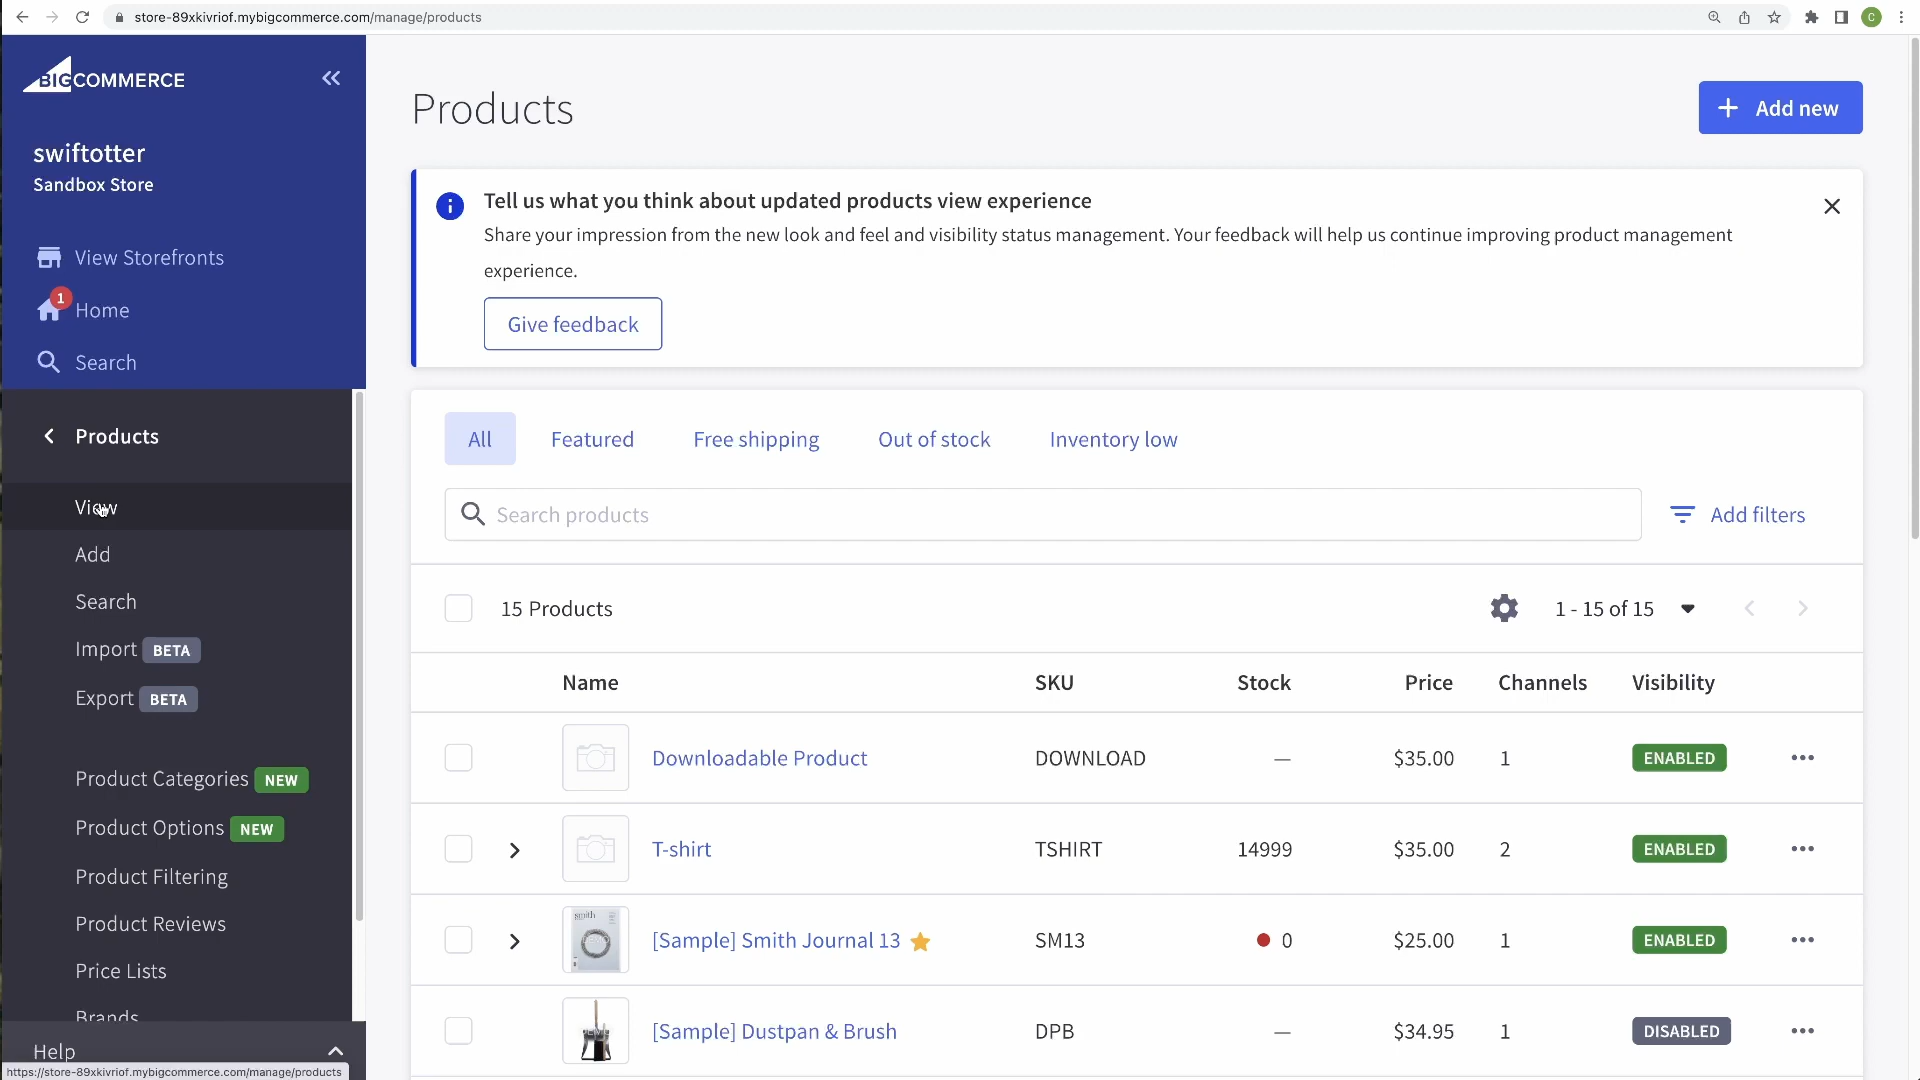 store-89xkivriof.mybigcommerce.com/manage/products
C
BIGCOMMERCE
swiftotter
Sandbox Store
View Storefronts
1
Home
Search
Products
View
Add
Search
Import BETA
Export BETA
Product Categories NEW
Product Options NEW
Product Filtering
Product Reviews
Price Lists
Brands
Help
https://store-89xkivriof.mybigcommerce.com/manage/products
Products
+ Add new
Tell us what you think about updated products view experience
Share your impression from the new look and feel and visibility status management. Your feedback will help us continue improving product management
experience.
Give feedback
All Featured Free shipping Out of stock Inventory low
Search products
Add filters
15 Products
1 - 15 of 15
Name SKU Stock Price Channels Visibility
Downloadable Product DOWNLOAD — $35.00 1 ENABLED
T-shirt TSHIRT 14999 $35.00 2 ENABLED
smith
[Sample] Smith Journal 13 SM13 0 $25.00 1 ENABLED
[Sample] Dustpan & Brush DPB — $34.95 1 DISABLED